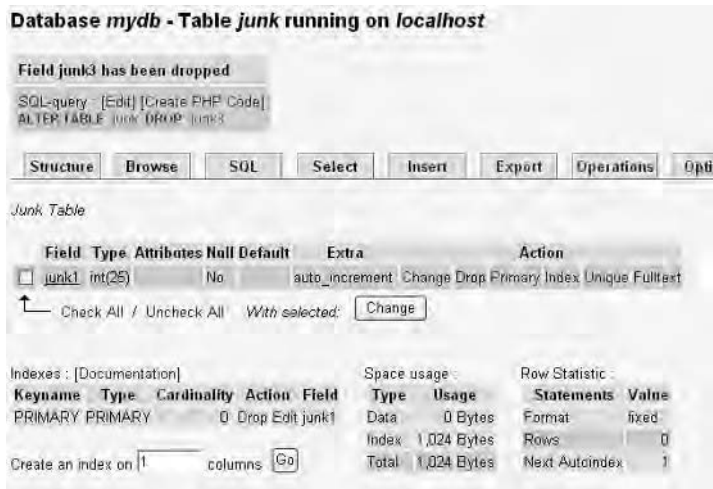 Database mydb - Table junk running on localhost
Field junk3 has been dropped
SQL-query : [Edit] [Create PHP Code]
ALTER TABLE junk DROP junk3
Structure Browse SQL Select Insert Export Operations Opti
Junk Table
Field Type Attributes Null Default Extra Action
junk1 int(25) No auto_increment Change Drop Primary Index Unique Fulltext
Check All / Uncheck All With selected: Change
Indexes : [Documentation] Space usage : Row Statistic :
Keyname Type Cardinality Action Field Type Usage Statements Value
PRIMARY PRIMARY 0 Drop Edit junk1 Data 0 Bytes Format fixed
Index 1,024 Bytes Rows 0
Create an index on 1 columns Go Total 1,024 Bytes Next Autoindex 1